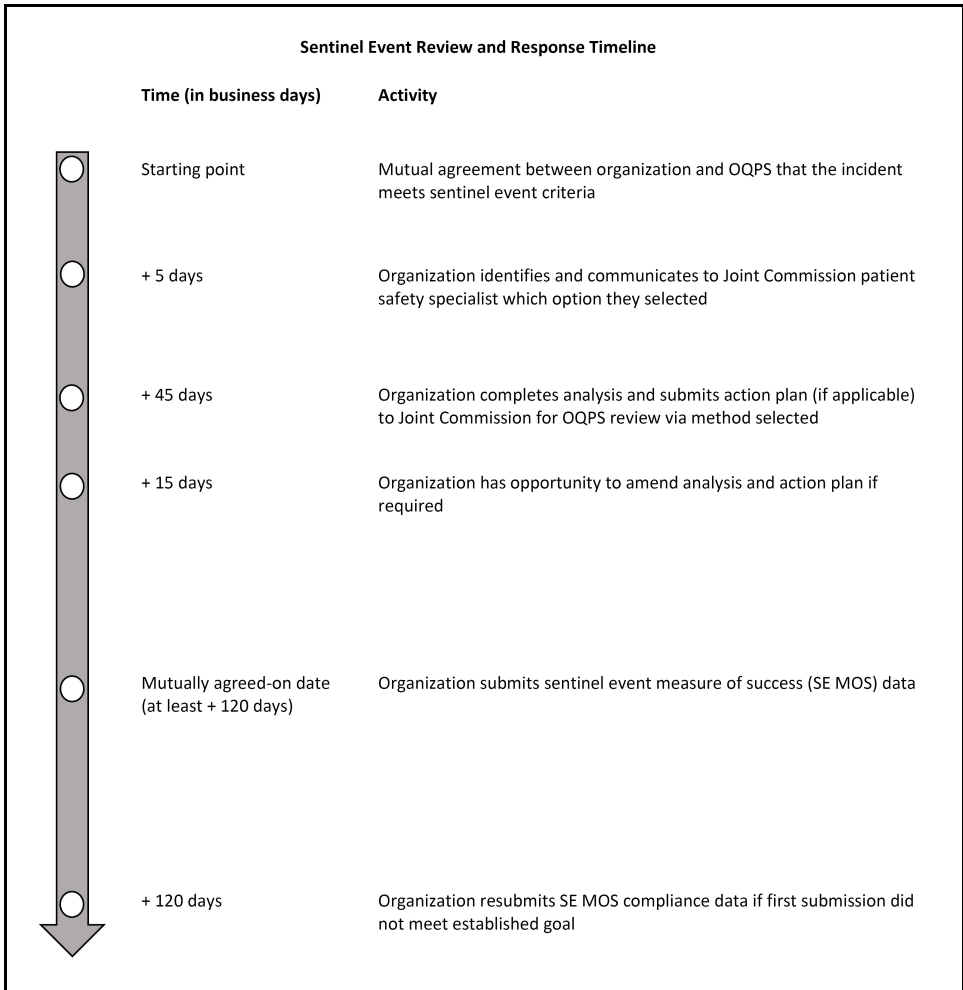 Sentinel Event Review and Response Timeline
Time (in business days) Activity
Starting point Mutual agreement between organization and OQPS that the incident
meets sentinel event criteria
+ 5 days Organization identifies and communicates to Joint Commission patient
safety specialist which option they selected
+ 45 days Organization completes analysis and submits action plan (if applicable)
to Joint Commission for OQPS review via method selected
+ 15 days Organization has opportunity to amend analysis and action plan if
required
Mutually agreed-on date Organization submits sentinel event measure of success (SE MOS) data
(at least + 120 days)
+ 120 days Organization resubmits SE MOS compliance data if first submission did
not meet established goal